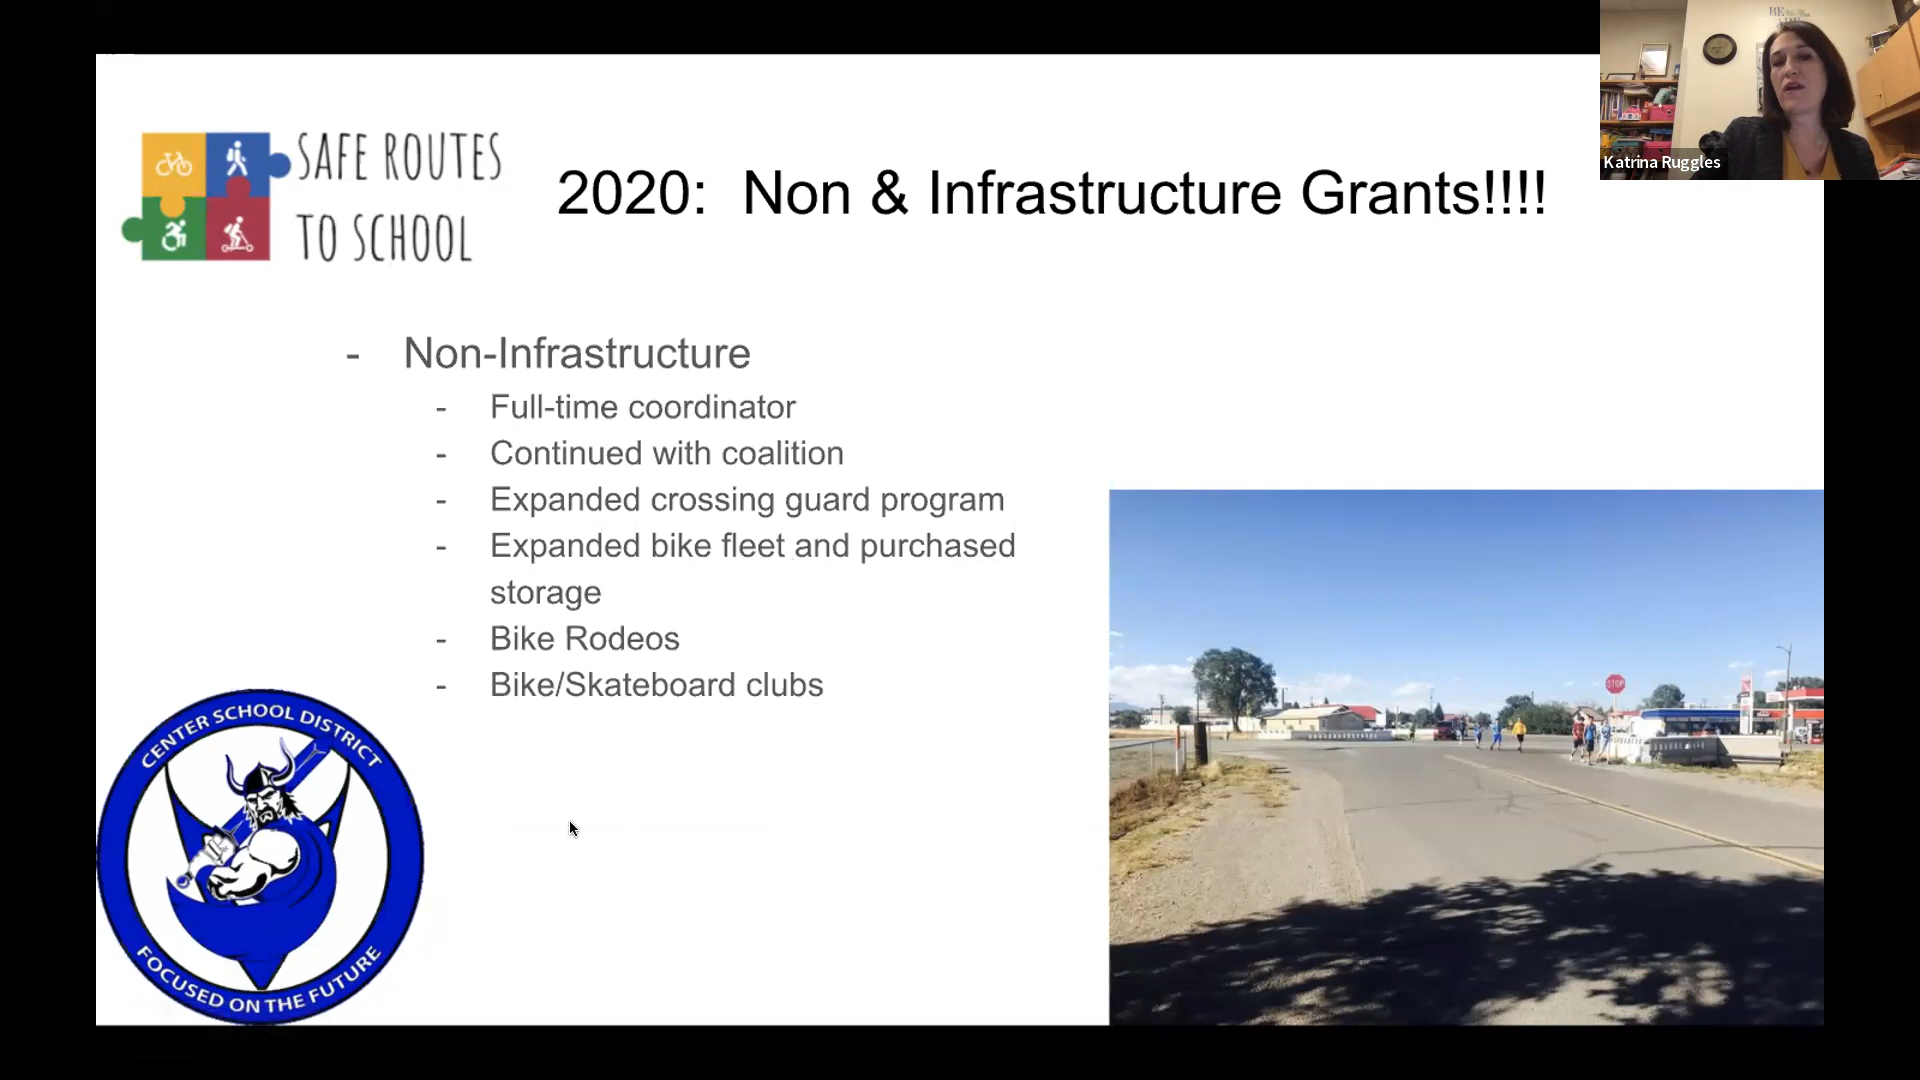 BE
Katrina Ruggles
SAFE ROUTES
TO SCHOOL
2020:  Non & Infrastructure Grants!!!!
- Non-Infrastructure
- Full-time coordinator
- Continued with coalition
- Expanded crossing guard program
- Expanded bike fleet and purchased
storage
- Bike Rodeos
- Bike/Skateboard clubs
STOP
CENTER SCHOOL DISTRICT
FOCUSED ON THE FUTURE